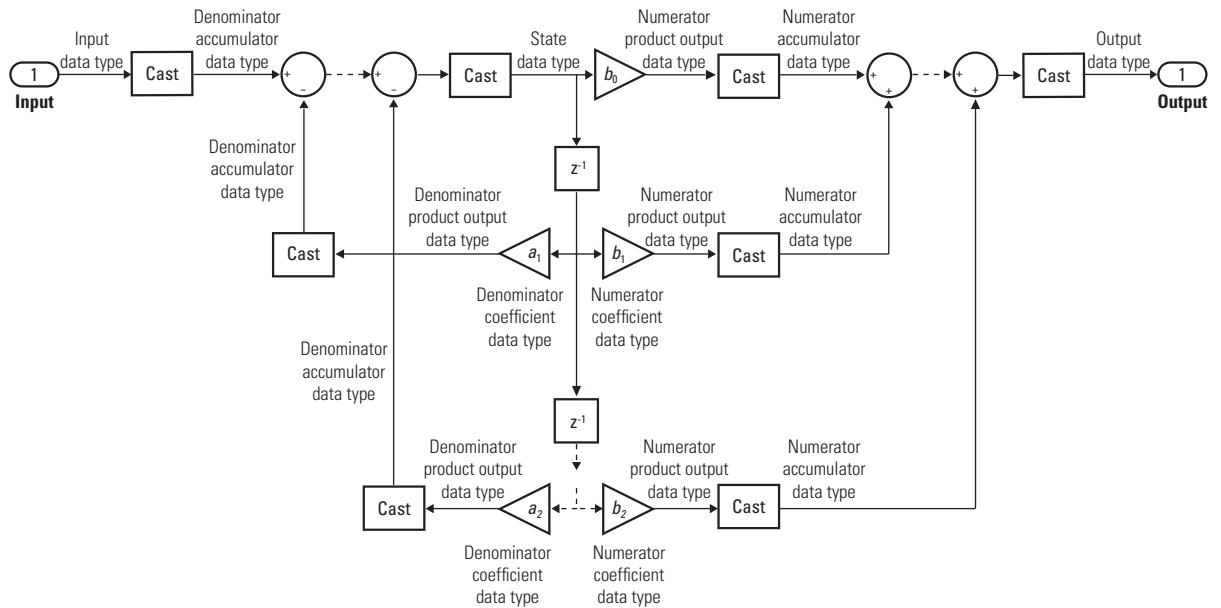 Input
data type
Denominator
accumulator
data type
State
data type
Numerator
product output
data type
Numerator
accumulator
data type
Output
data type
1
Input
Cast
+
−
+
−
Cast
b0
Cast
+
+
+
+
Cast
1
Output
Denominator
accumulator
data type
z-1
Denominator
product output
data type
Numerator
product output
data type
Numerator
accumulator
data type
Cast
a1
b1
Cast
Denominator
coefficient
data type
Numerator
coefficient
data type
Denominator
accumulator
data type
z-1
Denominator
product output
data type
Numerator
product output
data type
Numerator
accumulator
data type
Cast
a2
b2
Cast
Denominator
coefficient
data type
Numerator
coefficient
data type